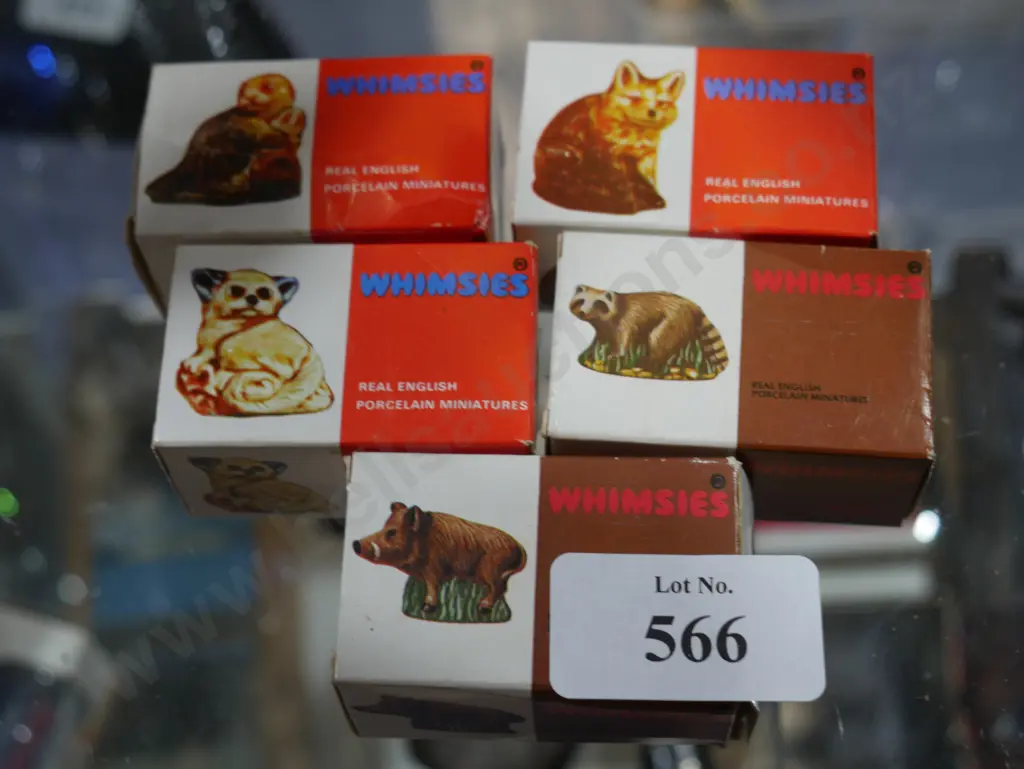 WHIMSIES
REAL ENGLISH
PORCELAIN MINIATURES
WHIMSIES
REAL ENGLISH
PORCELAIN MINIATURES
WHIMSIES
REAL ENGLISH
PORCELAIN MINIATURES
WHIMSIES
REAL ENGLISH
PORCELAIN MINIATURES
WHIMSIES
Lot No.
566